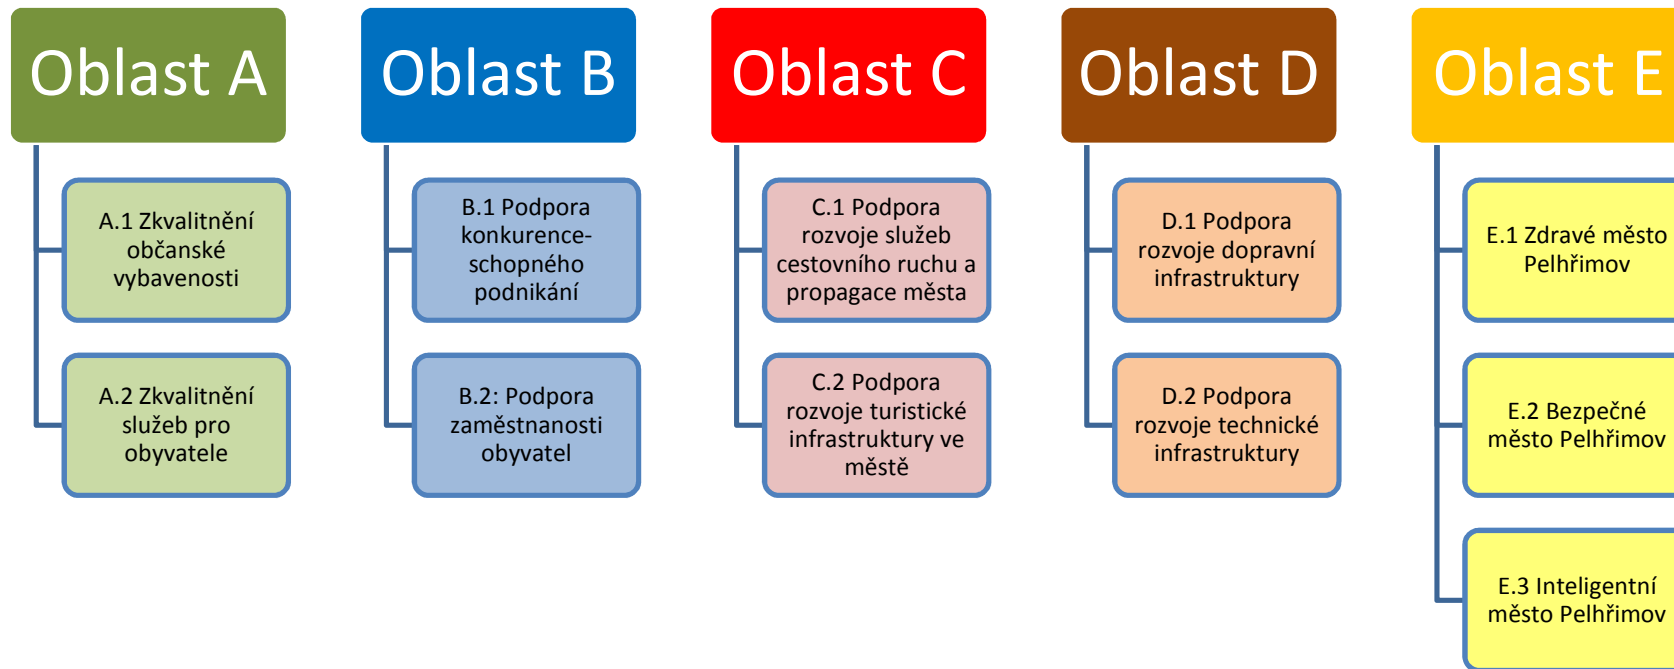 Oblast A
A.1 Zkvalitnění
občanské
vybavenosti
A.2 Zkvalitnění
služeb pro
obyvatele
Oblast B
B.1 Podpora
konkurence-
schopného
podnikání
B.2: Podpora
zaměstnanosti
obyvatel
Oblast C
C.1 Podpora
rozvoje služeb
cestovního ruchu a
propagace města
C.2 Podpora
rozvoje turistické
infrastruktury ve
městě
Oblast D
D.1 Podpora
rozvoje dopravní
infrastruktury
D.2 Podpora
rozvoje technické
infrastruktury
Oblast E
E.1 Zdravé město
Pelhřimov
E.2 Bezpečné
město Pelhřimov
E.3 Inteligentní
město Pelhřimov